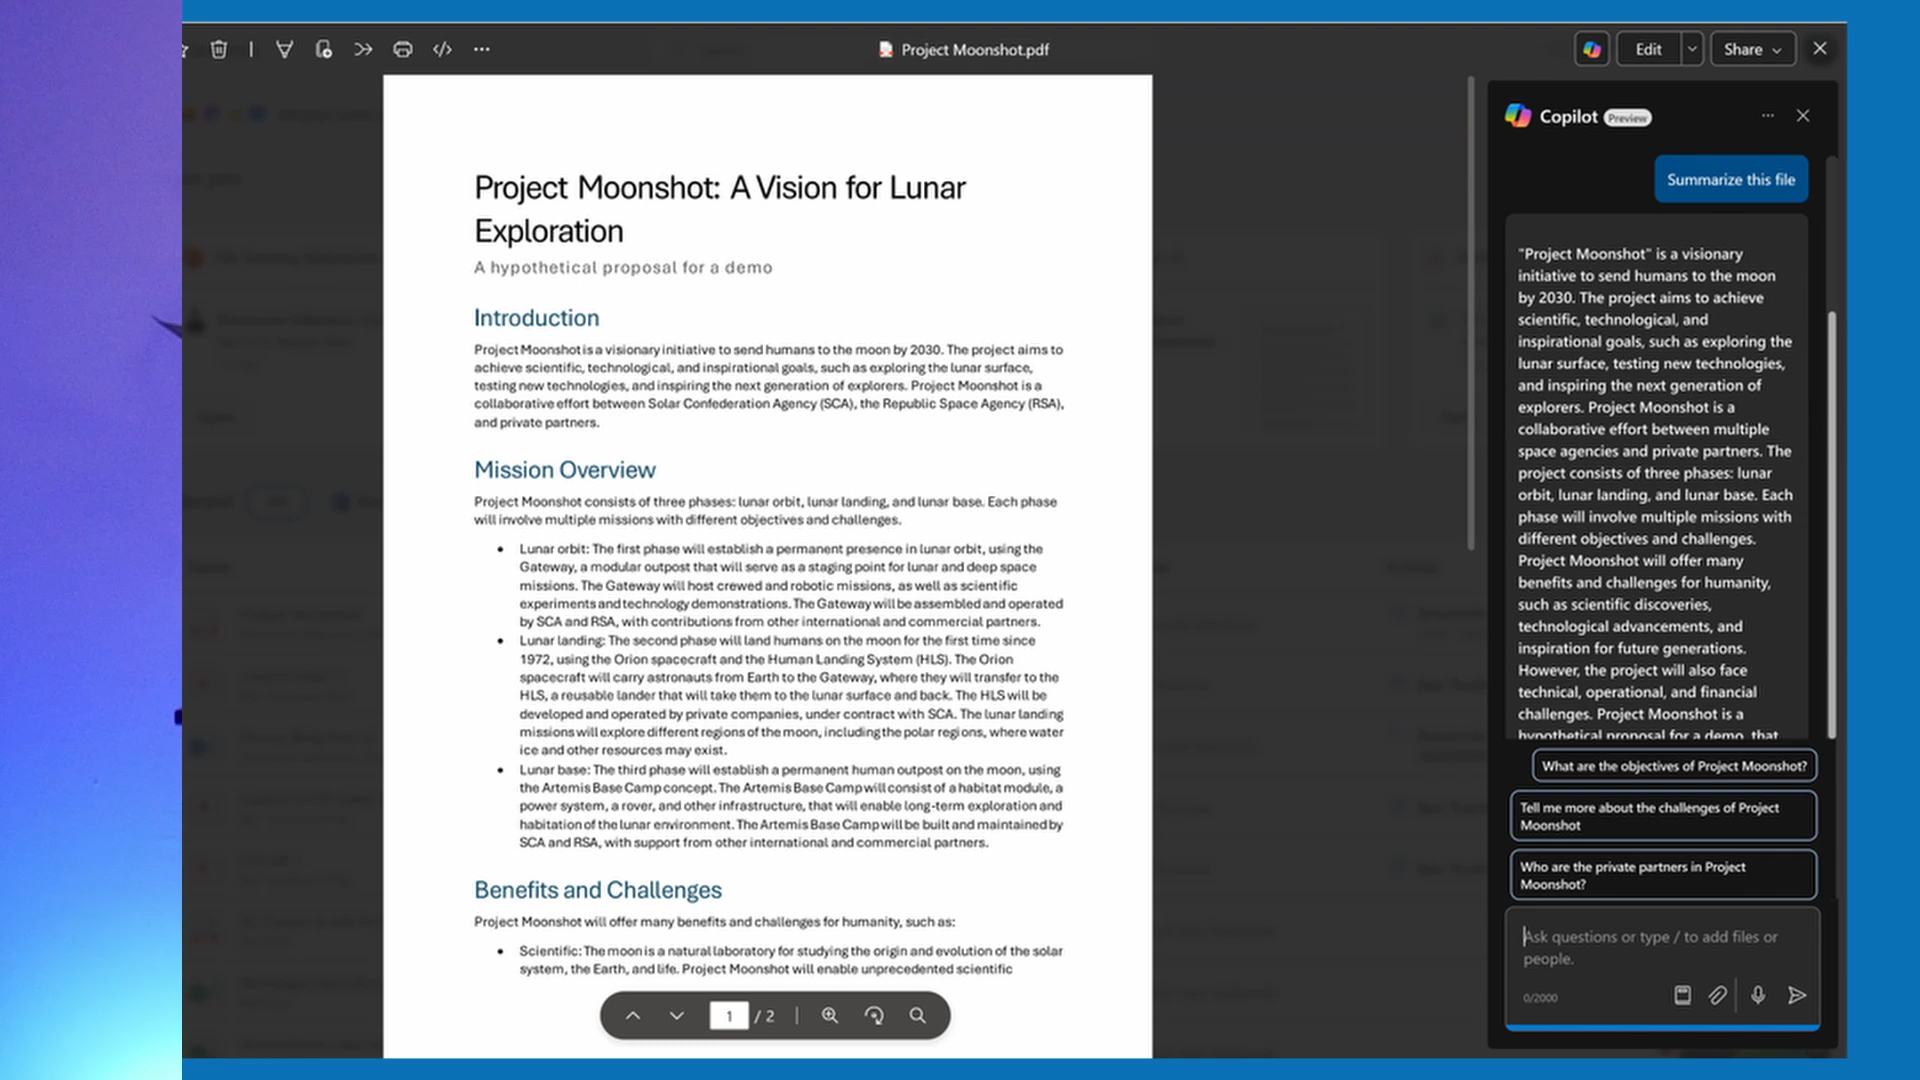 Project Moonshot.pdf
Edit
Share
Project Moonshot: A Vision for Lunar
Exploration
A hypothetical proposal for a demo
Introduction
Project Moonshot is a visionary initiative to send humans to the moon by 2030. The project aims to
achieve scientific, technological, and inspirational goals, such as exploring the lunar surface,
testing new technologies, and inspiring the next generation of explorers. Project Moonshot is a
collaborative effort between Solar Confederation Agency (SCA), the Republic Space Agency (RSA),
and private partners.
Mission Overview
Project Moonshot consists of three phases: lunar orbit, lunar landing, and lunar base. Each phase
will involve multiple missions with different objectives and challenges.
• Lunar orbit: The first phase will establish a permanent presence in lunar orbit, using the
Gateway, a modular outpost that will serve as a staging point for lunar and deep space
missions. The Gateway will host crewed and robotic missions, as well as scientific
experiments and technology demonstrations. The Gateway will be assembled and operated
by SCA and RSA, with contributions from other international and commercial partners.
• Lunar landing: The second phase will land humans on the moon for the first time since
1972, using the Orion spacecraft and the Human Landing System (HLS). The Orion
spacecraft will carry astronauts from Earth to the Gateway, where they will transfer to the
HLS, a reusable lander that will take them to the lunar surface and back. The HLS will be
developed and operated by private companies, under contract with SCA. The lunar landing
missions will explore different regions of the moon, including the polar regions, where water
ice and other resources may exist.
• Lunar base: The third phase will establish a permanent human outpost on the moon, using
the Artemis Base Camp concept. The Artemis Base Camp will consist of a habitat module, a
power system, a rover, and other infrastructure, that will enable long-term exploration and
habitation of the lunar environment. The Artemis Base Camp will be built and maintained by
SCA and RSA, with support from other international and commercial partners.
Benefits and Challenges
Project Moonshot will offer many benefits and challenges for humanity, such as:
• Scientific: The moon is a natural laboratory for studying the origin and evolution of the solar
system, the Earth, and life. Project Moonshot will enable unprecedented scientific
1 / 2
Copilot Preview
Summarize this file
"Project Moonshot" is a visionary
initiative to send humans to the moon
by 2030. The project aims to achieve
scientific, technological, and
inspirational goals, such as exploring the
lunar surface, testing new technologies,
and inspiring the next generation of
explorers. Project Moonshot is a
collaborative effort between multiple
space agencies and private partners. The
project consists of three phases: lunar
orbit, lunar landing, and lunar base. Each
phase will involve multiple missions with
different objectives and challenges.
Project Moonshot will offer many
benefits and challenges for humanity,
such as scientific discoveries,
technological advancements, and
inspiration for future generations.
However, the project will also face
technical, operational, and financial
challenges. Project Moonshot is a
hypothetical proposal for a demo, that
What are the objectives of Project Moonshot?
Tell me more about the challenges of Project
Moonshot
Who are the private partners in Project
Moonshot?
Ask questions or type / to add files or
people.
0/2000